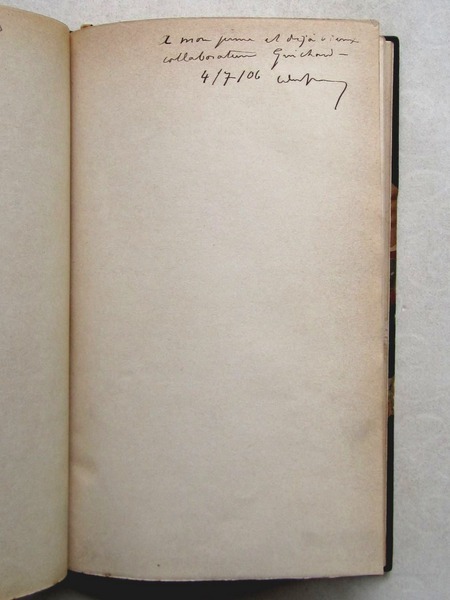 à mon jeune et déjà vieux
collaborateur Guichard –
4/7/06